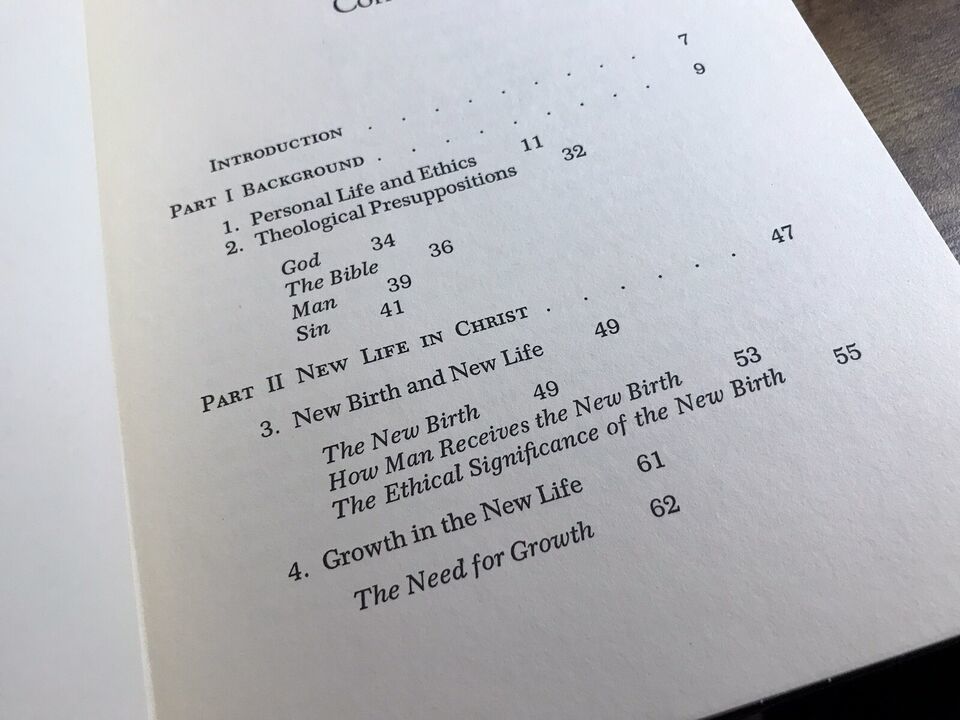 INTRODUCTION . . . . . . . . 7
PART I BACKGROUND . . . . . . . . 9
1. Personal Life and Ethics 11
2. Theological Presuppositions 32
God 34
The Bible 36
Man 39
Sin 41
PART II NEW LIFE IN CHRIST . . . . . 47
3. New Birth and New Life 49
The New Birth 49
How Man Receives the New Birth 53
The Ethical Significance of the New Birth 55
4. Growth in the New Life 61
The Need for Growth 62